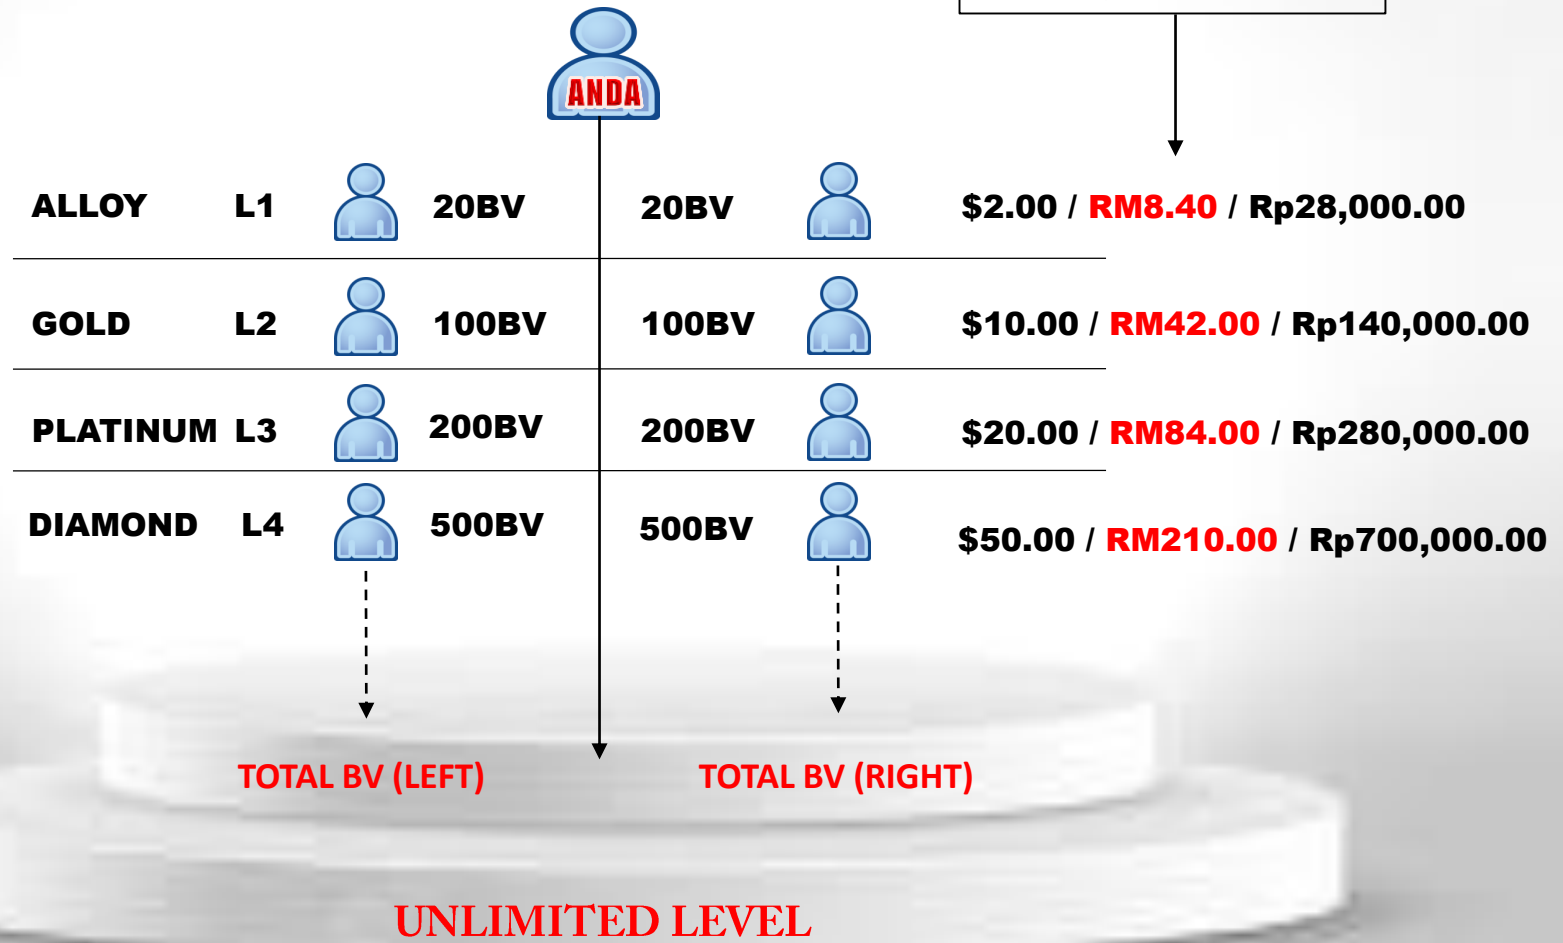 ANDA
ALLOY L1 20BV 20BV $2.00 / RM8.40 / Rp28,000.00
GOLD L2 100BV 100BV $10.00 / RM42.00 / Rp140,000.00
PLATINUM L3 200BV 200BV $20.00 / RM84.00 / Rp280,000.00
DIAMOND L4 500BV 500BV $50.00 / RM210.00 / Rp700,000.00
TOTAL BV (LEFT) TOTAL BV (RIGHT)
UNLIMITED LEVEL